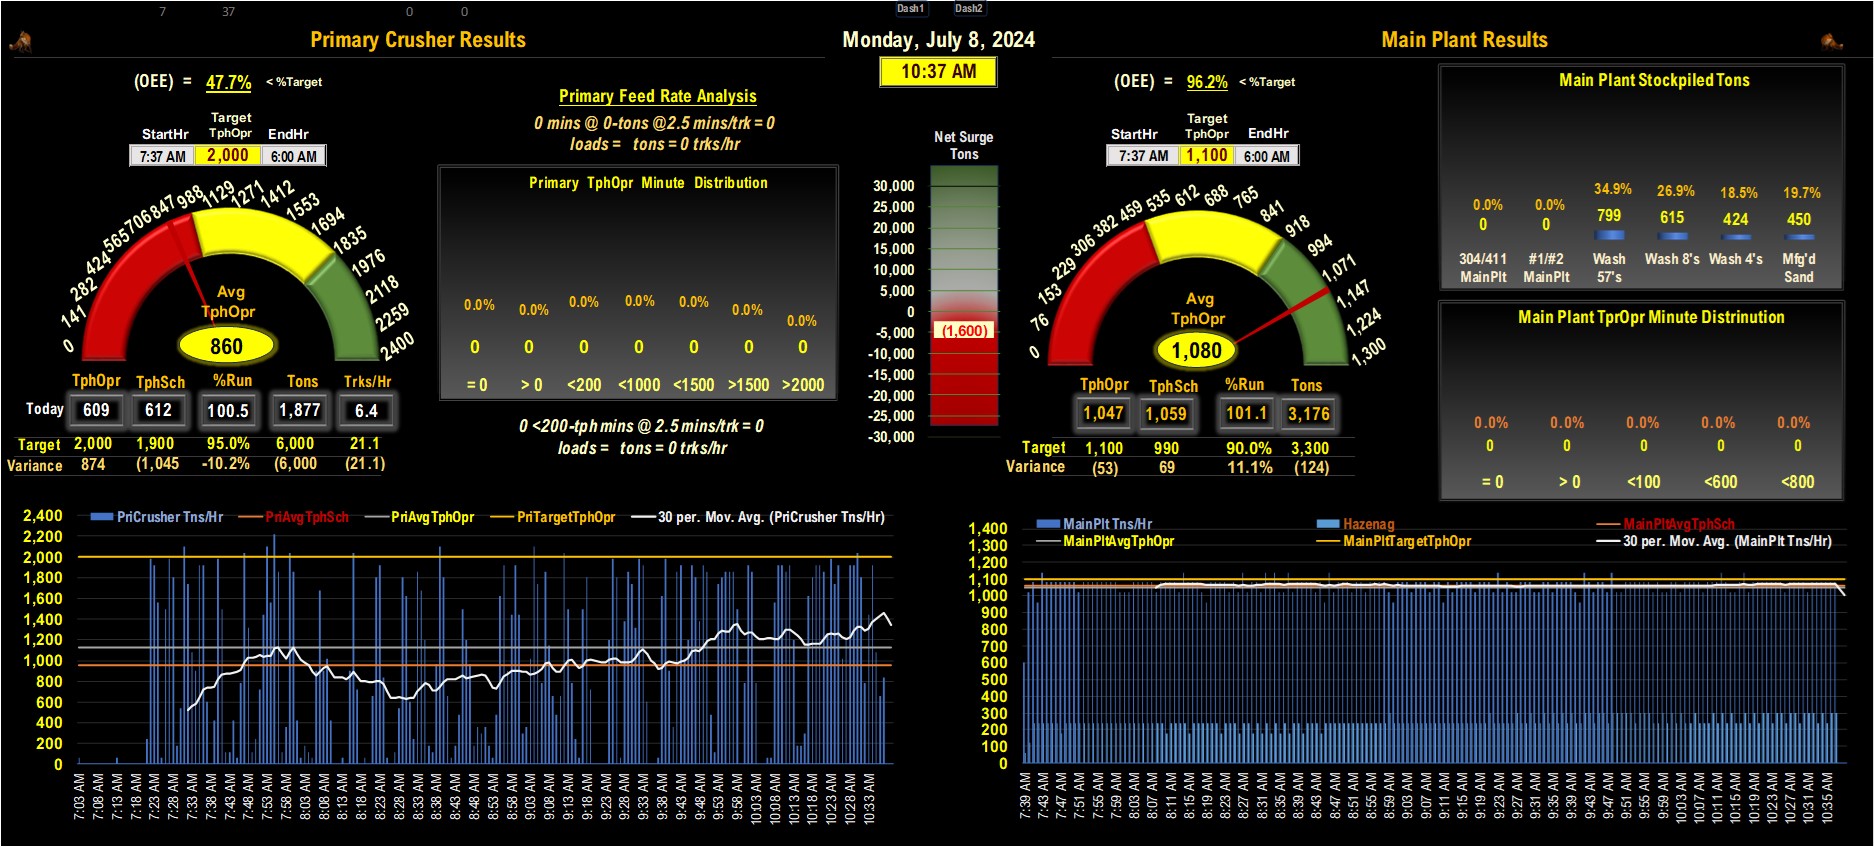 7 37 0 0 Dash1 Dash2
Primary Crusher Results
Monday, July 8, 2024
Main Plant Results
10:37 AM
(OEE) = 47.7% < %Target
Target
StartHr TphOpr EndHr
7:37 AM 2,000 6:00 AM
0 141 282 424 565 706 847 988 1129 1271 1412 1553 1694 1835 1976 2118 2259 2400
Avg
TphOpr
860
TphOpr TphSch %Run Tons Trks/Hr
Today 609 612 100.5 1,877 6.4
Target 2,000 1,900 95.0% 6,000 21.1
Variance 874 (1,045 -10.2% (6,000 (21.1)
Primary Feed Rate Analysis
0 mins @ 0-tons @2.5 mins/trk = 0
loads = tons = 0 trks/hr
Primary TphOpr Minute Distribution
0.0% 0.0% 0.0% 0.0% 0.0% 0.0% 0.0%
0 0 0 0 0 0 0
= 0 > 0 <200 <1000 <1500 >1500 >2000
0 <200-tph mins @ 2.5 mins/trk = 0
loads = tons = 0 trks/hr
Net Surge
Tons
30,000
25,000
20,000
15,000
10,000
5,000
0
-5,000
(1,600)
-10,000
-15,000
-20,000
-25,000
-30,000
(OEE) = 96.2% < %Target
Target
StartHr TphOpr EndHr
7:37 AM 1,100 6:00 AM
0 76 153 229 306 382 459 535 612 688 765 841 918 994 1,071 1,147 1,224 1,300
Avg
TphOpr
1,080
TphOpr TphSch %Run Tons
1,047 1,059 101.1 3,176
Target 1,100 990 90.0% 3,300
Variance (53) 69 11.1% (124)
Main Plant Stockpiled Tons
0.0% 0.0% 34.9% 26.9% 18.5% 19.7%
0 0 799 615 424 450
304/411 #1/#2 Wash Wash 8's Wash 4's Mfg'd
MainPlt MainPlt 57's Sand
Main Plant TprOpr Minute Distrinution
0.0% 0.0% 0.0% 0.0% 0.0%
0 0 0 0 0
= 0 > 0 <100 <600 <800
PriCrusher Tns/Hr PriAvgTphSch PriAvgTphOpr PriTargetTphOpr 30 per. Mov. Avg. (PriCrusher Tns/Hr)
2,400
2,200
2,000
1,800
1,600
1,400
1,200
1,000
800
600
400
200
0
7:03 AM 7:08 AM 7:13 AM 7:18 AM 7:23 AM 7:28 AM 7:33 AM 7:38 AM 7:43 AM 7:48 AM 7:53 AM 7:58 AM 8:03 AM 8:08 AM 8:13 AM 8:18 AM 8:23 AM 8:28 AM 8:33 AM 8:38 AM 8:43 AM 8:48 AM 8:53 AM 8:58 AM 9:03 AM 9:08 AM 9:13 AM 9:18 AM 9:23 AM 9:28 AM 9:33 AM 9:38 AM 9:43 AM 9:48 AM 9:53 AM 9:58 AM 10:03 AM 10:08 AM 10:13 AM 10:18 AM 10:23 AM 10:28 AM 10:33 AM
MainPlt Tns/Hr Hazenag MainPltAvgTphSch
MainPltAvgTphOpr MainPltTargetTphOpr 30 per. Mov. Avg. (MainPlt Tns/Hr)
1,400
1,300
1,200
1,100
1,000
900
800
700
600
500
400
300
200
100
0
7:39 AM 7:43 AM 7:47 AM 7:51 AM 7:55 AM 7:59 AM 8:03 AM 8:07 AM 8:11 AM 8:15 AM 8:19 AM 8:23 AM 8:27 AM 8:31 AM 8:35 AM 8:39 AM 8:43 AM 8:47 AM 8:51 AM 8:55 AM 8:59 AM 9:03 AM 9:07 AM 9:11 AM 9:15 AM 9:19 AM 9:23 AM 9:27 AM 9:31 AM 9:35 AM 9:39 AM 9:43 AM 9:47 AM 9:51 AM 9:55 AM 9:59 AM 10:03 AM 10:07 AM 10:11 AM 10:15 AM 10:19 AM 10:23 AM 10:27 AM 10:31 AM 10:35 AM